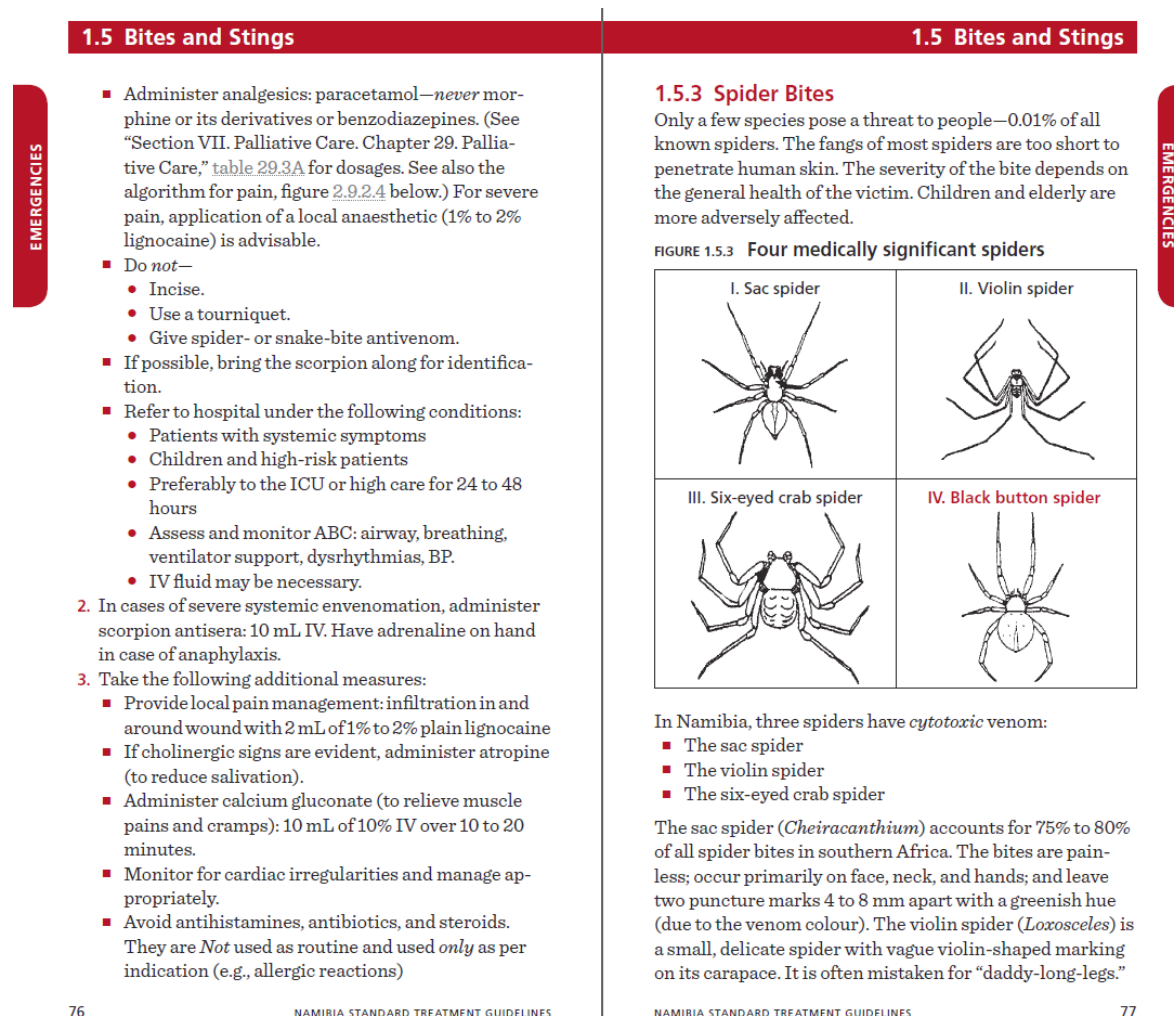 1.5 Bites and Stings
EMERGENCIES
■ Administer analgesics: paracetamol—never mor-
phine or its derivatives or benzodiazepines. (See
“Section VII. Palliative Care. Chapter 29. Pallia-
tive Care,” table 29.3A for dosages. See also the
algorithm for pain, figure 2.9.2.4 below.) For severe
pain, application of a local anaesthetic (1% to 2%
lignocaine) is advisable.
■ Do not—
• Incise.
• Use a tourniquet.
• Give spider- or snake-bite antivenom.
■ If possible, bring the scorpion along for identifica-
tion.
■ Refer to hospital under the following conditions:
• Patients with systemic symptoms
• Children and high-risk patients
• Preferably to the ICU or high care for 24 to 48
hours
• Assess and monitor ABC: airway, breathing,
ventilator support, dysrhythmias, BP.
• IV fluid may be necessary.
2. In cases of severe systemic envenomation, administer
scorpion antisera: 10 mL IV. Have adrenaline on hand
in case of anaphylaxis.
3. Take the following additional measures:
■ Provide local pain management: infiltration in and
around wound with 2 mL of 1% to 2% plain lignocaine
■ If cholinergic signs are evident, administer atropine
(to reduce salivation).
■ Administer calcium gluconate (to relieve muscle
pains and cramps): 10 mL of 10% IV over 10 to 20
minutes.
■ Monitor for cardiac irregularities and manage ap-
propriately.
■ Avoid antihistamines, antibiotics, and steroids.
They are Not used as routine and used only as per
indication (e.g., allergic reactions)
76 NAMIBIA STANDARD TREATMENT GUIDELINES
1.5 Bites and Stings
EMERGENCIES
1.5.3 Spider Bites
Only a few species pose a threat to people—0.01% of all
known spiders. The fangs of most spiders are too short to
penetrate human skin. The severity of the bite depends on
the general health of the victim. Children and elderly are
more adversely affected.
FIGURE 1.5.3 Four medically significant spiders
I. Sac spider
II. Violin spider
III. Six-eyed crab spider
IV. Black button spider
In Namibia, three spiders have cytotoxic venom:
■ The sac spider
■ The violin spider
■ The six-eyed crab spider
The sac spider (Cheiracanthium) accounts for 75% to 80%
of all spider bites in southern Africa. The bites are pain-
less; occur primarily on face, neck, and hands; and leave
two puncture marks 4 to 8 mm apart with a greenish hue
(due to the venom colour). The violin spider (Loxosceles) is
a small, delicate spider with vague violin-shaped marking
on its carapace. It is often mistaken for “daddy-long-legs.”
NAMIBIA STANDARD TREATMENT GUIDELINES 77